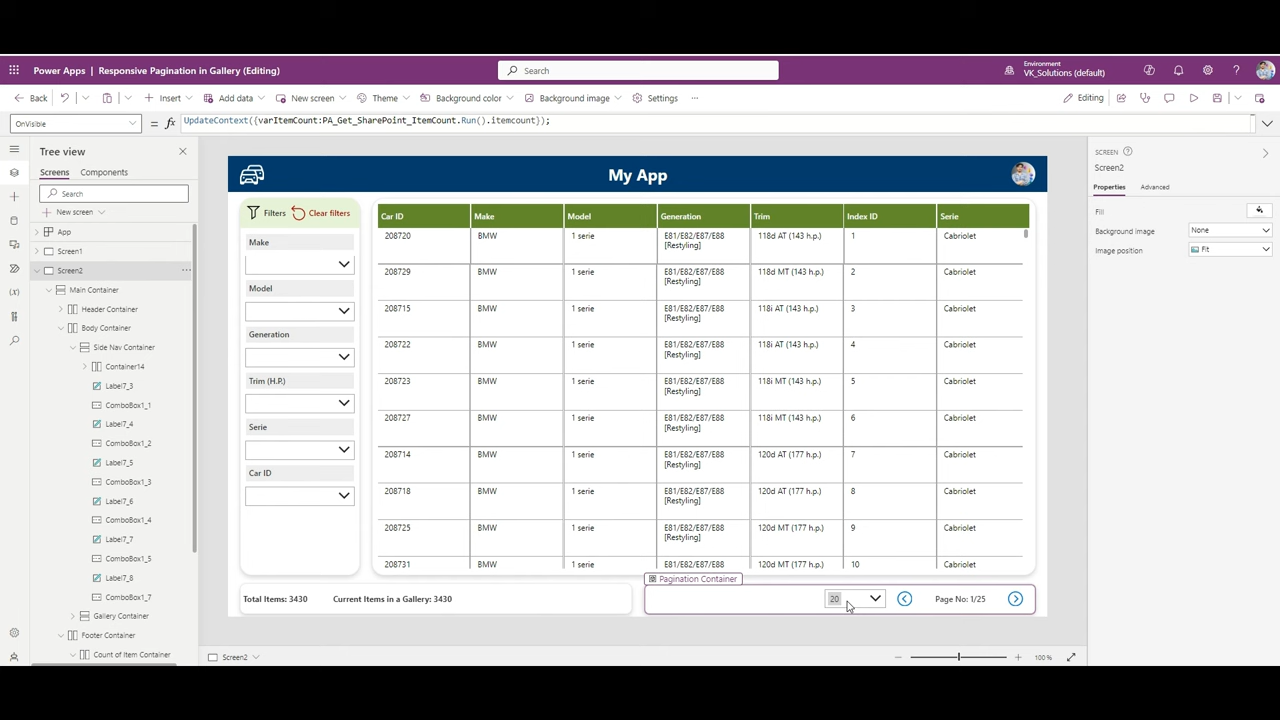 Power Apps | Responsive Pagination in Gallery (Editing)
Search
Environment
VK_Solutions (default)
Back
Insert
Add data
New screen
Theme
Background color
Background image
Settings
Editing
OnVisible
= fx UpdateContext({varItemCount:PA_Get_SharePoint_ItemCount.Run().itemcount});
Tree view
Screens Components
Search
New screen
App
Screen1
Screen2
Main Container
Header Container
Body Container
Side Nav Container
Container14
Label7_3
ComboBox1_1
Label7_4
ComboBox1_2
Label7_5
ComboBox1_3
Label7_6
ComboBox1_4
Label7_7
ComboBox1_5
Label7_8
ComboBox1_7
Gallery Container
Footer Container
Count of Item Container
My App
Filters Clear filters
Make
Model
Generation
Trim (H.P.)
Serie
Car ID
Car ID Make Model Generation Trim Index ID Serie
208720 BMW 1 serie E81/E82/E87/E88 118d AT (143 h.p.) 1 Cabriolet
[Restyling]
208729 BMW 1 serie E81/E82/E87/E88 118d MT (143 h.p.) 2 Cabriolet
[Restyling]
208715 BMW 1 serie E81/E82/E87/E88 118i AT (143 h.p.) 3 Cabriolet
[Restyling]
208722 BMW 1 serie E81/E82/E87/E88 118i AT (143 h.p.) 4 Cabriolet
[Restyling]
208723 BMW 1 serie E81/E82/E87/E88 118i MT (143 h.p.) 5 Cabriolet
[Restyling]
208727 BMW 1 serie E81/E82/E87/E88 118i MT (143 h.p.) 6 Cabriolet
[Restyling]
208714 BMW 1 serie E81/E82/E87/E88 120d AT (177 h.p.) 7 Cabriolet
[Restyling]
208718 BMW 1 serie E81/E82/E87/E88 120d AT (177 h.p.) 8 Cabriolet
[Restyling]
208725 BMW 1 serie E81/E82/E87/E88 120d MT (177 h.p.) 9 Cabriolet
[Restyling]
208731 BMW 1 serie E81/E82/E87/E88 120d MT (177 h.p.) 10 Cabriolet
Pagination Container
Total Items: 3430 Current Items in a Gallery: 3430
20
Page No: 1/25
Screen2
100 %
SCREEN
Screen2
Properties Advanced
Fill
Background image None
Image position Fit